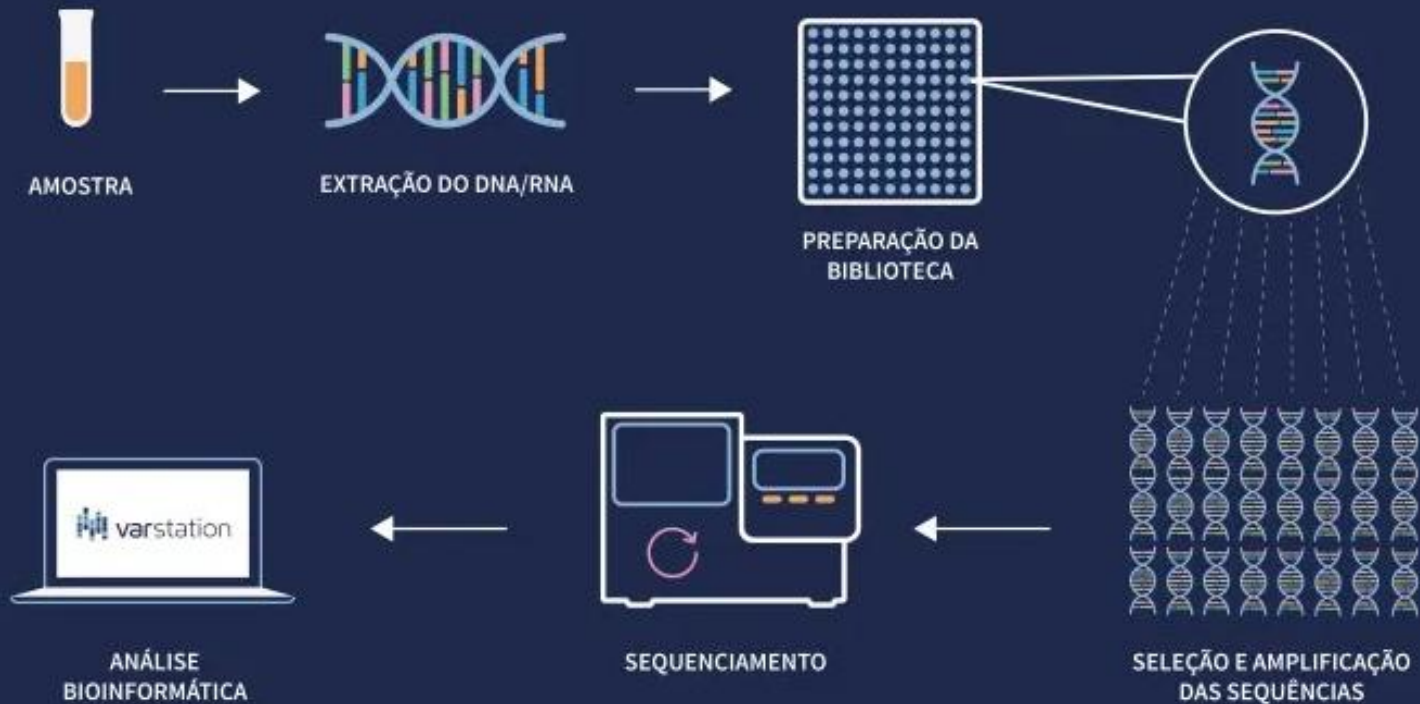 AMOSTRA
EXTRAÇÃO DO DNA/RNA
PREPARAÇÃO DA
BIBLIOTECA
SELEÇÃO E AMPLIFICAÇÃO
DAS SEQUÊNCIAS
SEQUENCIAMENTO
varstation
ANÁLISE
BIOINFORMÁTICA